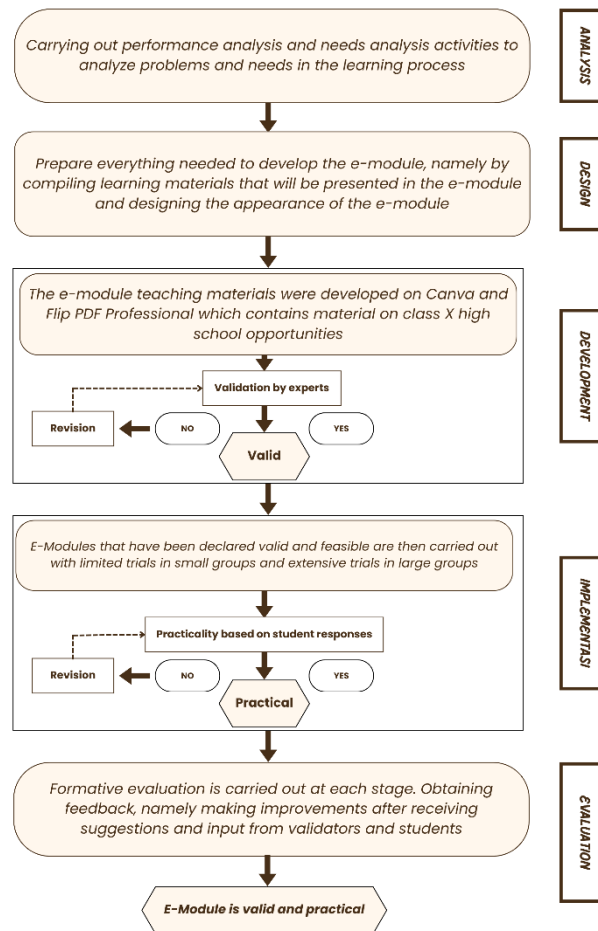 Carrying out performance analysis and needs analysis activities to
analyze problems and needs in the learning process
ANALYSIS
Prepare everything needed to develop the e-module, namely by
compiling learning materials that will be presented in the e-module
and designing the appearance of the e-module
DESIGN
The e-module teaching materials were developed on Canva and
Flip PDF Professional which contains material on class X high
school opportunities
DEVELOPMENT
Validation by experts
Revision
NO
YES
Valid
E-Modules that have been declared valid and feasible are then carried out
with limited trials in small groups and extensive trials in large groups
IMPLEMENTASI
Practicality based on student responses
Revision
NO
YES
Practical
Formative evaluation is carried out at each stage. Obtaining
feedback, namely making improvements after receiving
suggestions and input from validators and students
EVALUATION
E-Module is valid and practical